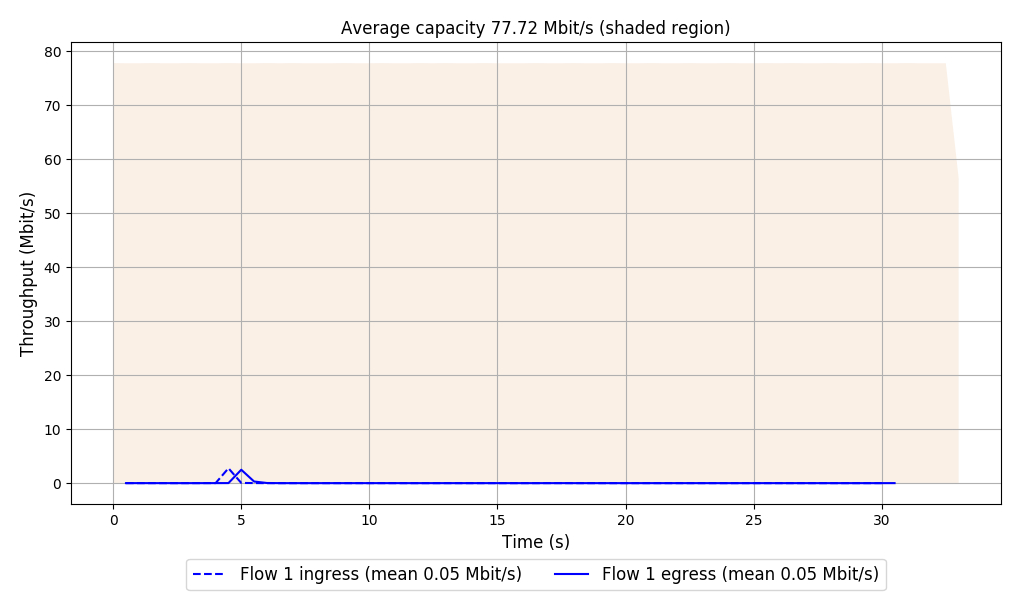 Average capacity 77.72 Mbit/s (shaded region)
Throughput (Mbit/s)
80
70
60
50
40
30
20
10
0
0 5 10 15 20 25 30
Time (s)
Flow 1 ingress (mean 0.05 Mbit/s) Flow 1 egress (mean 0.05 Mbit/s)